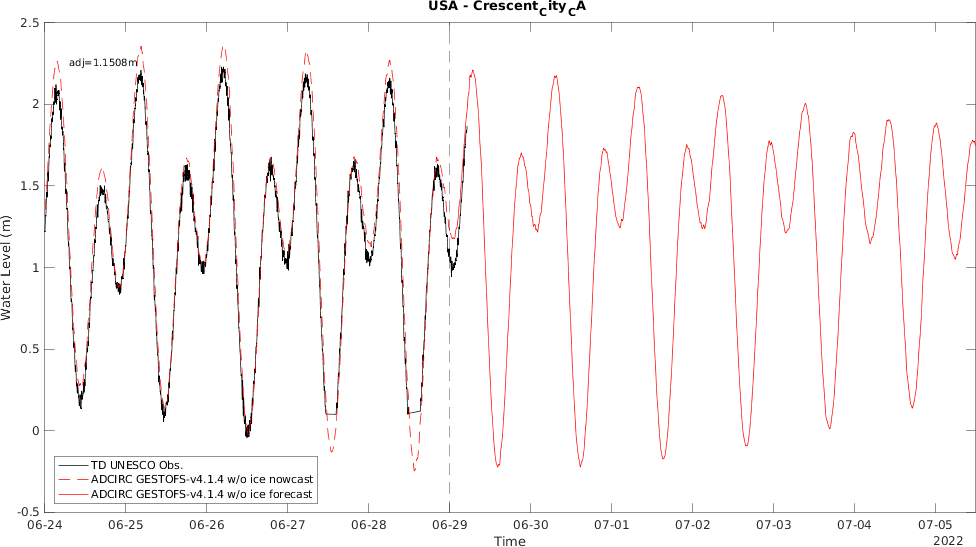 USA - Crescent_City_CA
adj=1.1508m
2.5
2
1.5
1
0.5
0
-0.5
Water Level (m)
TD UNESCO Obs.
ADCIRC GESTOFS-v4.1.4 w/o ice nowcast
ADCIRC GESTOFS-v4.1.4 w/o ice forecast
06-24 06-25 06-26 06-27 06-28 06-29 06-30 07-01 07-02 07-03 07-04 07-05
Time
2022